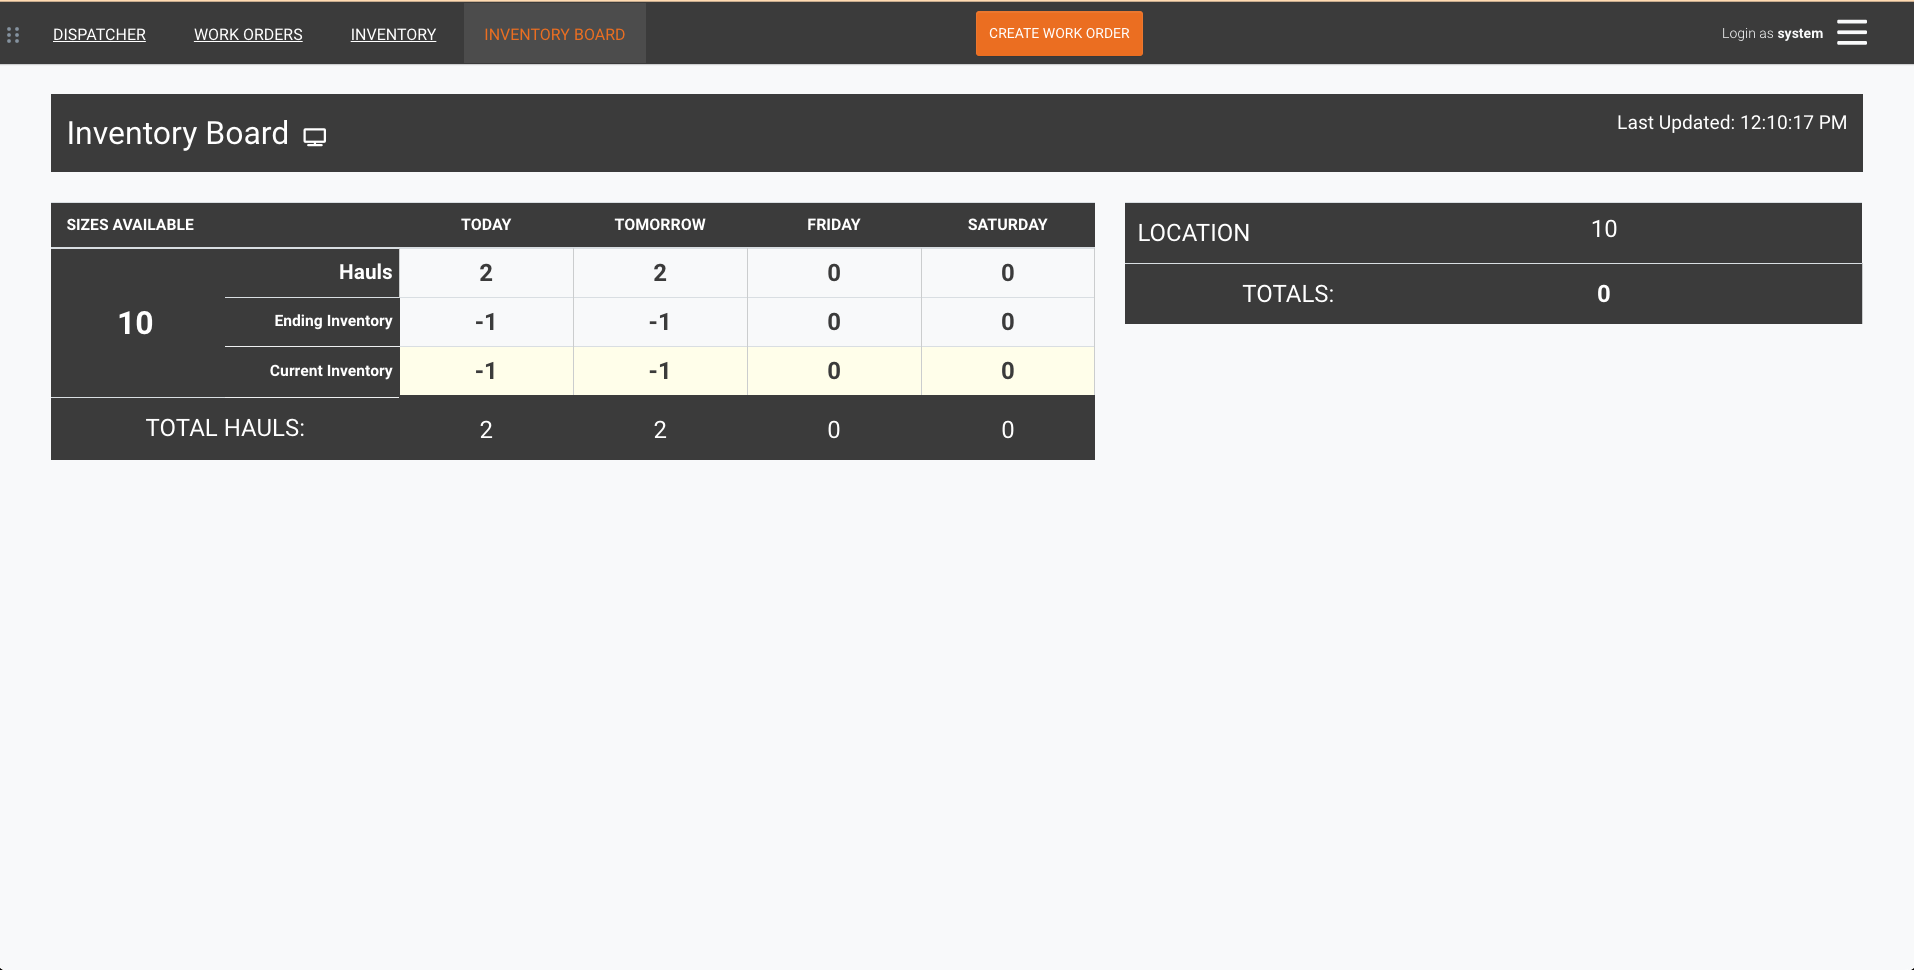 DISPATCHER WORK ORDERS INVENTORY INVENTORY BOARD CREATE WORK ORDER Login as system
Inventory Board Last Updated: 12:10:17 PM
SIZES AVAILABLE TODAY TOMORROW FRIDAY SATURDAY
10
Hauls 2 2 0 0
Ending Inventory -1 -1 0 0
Current Inventory -1 -1 0 0
TOTAL HAULS: 2 2 0 0
LOCATION 10
TOTALS: 0